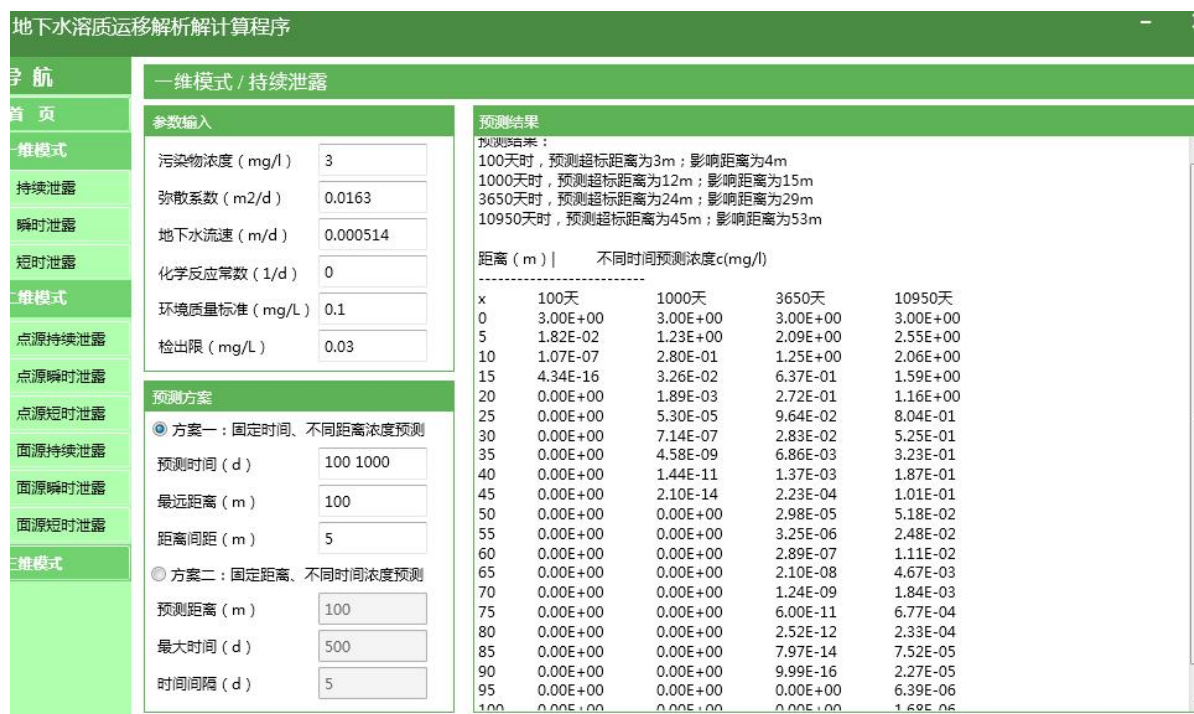 地下水溶质运移解析解计算程序
导 航
首 页
一维模式
持续泄露
瞬时泄露
短时泄露
二维模式
点源持续泄露
点源瞬时泄露
点源短时泄露
面源持续泄露
面源瞬时泄露
面源短时泄露
三维模式
一维模式 / 持续泄露
参数输入
污染物浓度（mg/l） 3
弥散系数（m2/d） 0.0163
地下水流速（m/d） 0.000514
化学反应常数（1/d） 0
环境质量标准（mg/L） 0.1
检出限（mg/L） 0.03
预测方案
方案一：固定时间、不同距离浓度预测
预测时间（d） 100 1000
最远距离（m） 100
距离间距（m） 5
方案二：固定距离、不同时间浓度预测
预测距离（m） 100
最大时间（d） 500
时间间隔（d） 5
预测结果
预测结果：
100天时，预测超标距离为3m；影响距离为4m
1000天时，预测超标距离为12m；影响距离为15m
3650天时，预测超标距离为24m；影响距离为29m
10950天时，预测超标距离为45m；影响距离为53m
距离（m）| 不同时间预测浓度c(mg/l)
-------------------------
x 100天 1000天 3650天 10950天
0 3.00E+00 3.00E+00 3.00E+00 3.00E+00
5 1.82E-02 1.23E+00 2.09E+00 2.55E+00
10 1.07E-07 2.80E-01 1.25E+00 2.06E+00
15 4.34E-16 3.26E-02 6.37E-01 1.59E+00
20 0.00E+00 1.89E-03 2.72E-01 1.16E+00
25 0.00E+00 5.30E-05 9.64E-02 8.04E-01
30 0.00E+00 7.14E-07 2.83E-02 5.25E-01
35 0.00E+00 4.58E-09 6.86E-03 3.23E-01
40 0.00E+00 1.44E-11 1.37E-03 1.87E-01
45 0.00E+00 2.10E-14 2.23E-04 1.01E-01
50 0.00E+00 0.00E+00 2.98E-05 5.18E-02
55 0.00E+00 0.00E+00 3.25E-06 2.48E-02
60 0.00E+00 0.00E+00 2.89E-07 1.11E-02
65 0.00E+00 0.00E+00 2.10E-08 4.67E-03
70 0.00E+00 0.00E+00 1.24E-09 1.84E-03
75 0.00E+00 0.00E+00 6.00E-11 6.77E-04
80 0.00E+00 0.00E+00 2.52E-12 2.33E-04
85 0.00E+00 0.00E+00 7.97E-14 7.52E-05
90 0.00E+00 0.00E+00 9.99E-16 2.27E-05
95 0.00E+00 0.00E+00 0.00E+00 6.39E-06
100 0.00E+00 0.00E+00 0.00E+00 1.68E-06